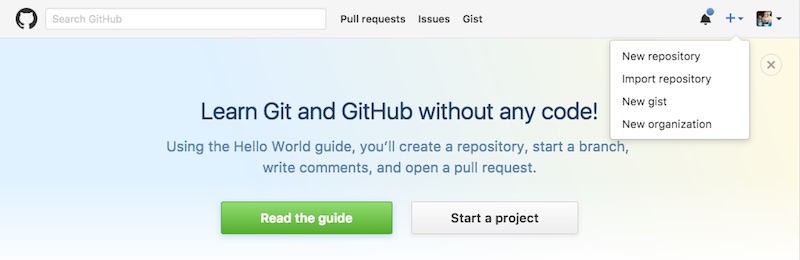 Search GitHub
Pull requests
Issues
Gist
New repository
Import repository
New gist
New organization
Learn Git and GitHub without any code!
Using the Hello World guide, you’ll create a repository, start a branch,
write comments, and open a pull request.
Read the guide
Start a project